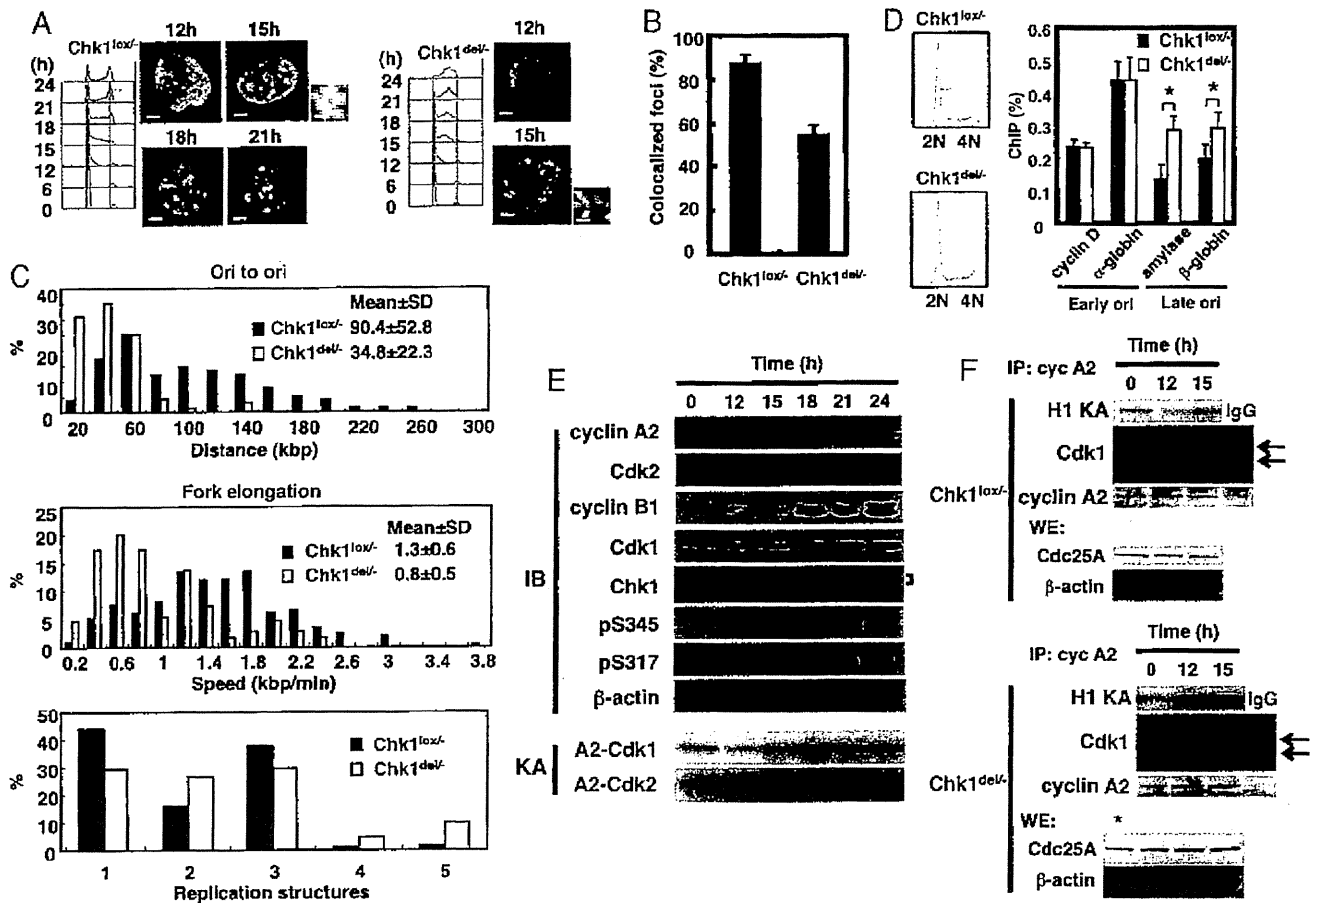 A
Chk1lox/-
(h)
24
21
18
15
12
6
0
12h
15h
18h
21h
(h)
Chk1del/-
24
21
18
15
12
6
0
12h
15h
B
Colocalized foci (%)
100
80
60
40
20
0
Chk1lox/- Chk1del/-
D
Chk1lox/-
2N 4N
Chk1del/-
2N 4N
ChIP (%)
0.6
0.5
0.4
0.3
0.2
0.1
0
Chk1lox/-
Chk1del/-
* *
cyclin D
α-globin
amylase
β-globin
Early ori Late ori
C
Ori to ori
%
40
30
20
10
0
Mean±SD
Chk1lox/- 90.4±52.8
Chk1del/- 34.8±22.3
20 60 100 140 180 220 260 300
Distance (kbp)
Fork elongation
%
25
20
15
10
5
0
Mean±SD
Chk1lox/- 1.3±0.6
Chk1del/- 0.8±0.5
0.2 0.6 1 1.4 1.8 2.2 2.6 3 3.4 3.8
Speed (kbp/min)
%
50
40
30
20
10
0
Chk1lox/-
Chk1del/-
1 2 3 4 5
Replication structures
E
Time (h)
0 12 15 18 21 24
IB
cyclin A2
Cdk2
cyclin B1
Cdk1
Chk1
pS345
pS317
β-actin
KA
A2-Cdk1
A2-Cdk2
F
Time (h)
IP: cyc A2
0 12 15
Chk1lox/-
H1 KA IgG
Cdk1
cyclin A2
WE:
Cdc25A
β-actin
Time (h)
IP: cyc A2
0 12 15
Chk1del/-
H1 KA IgG
Cdk1
cyclin A2
WE: *
Cdc25A
β-actin